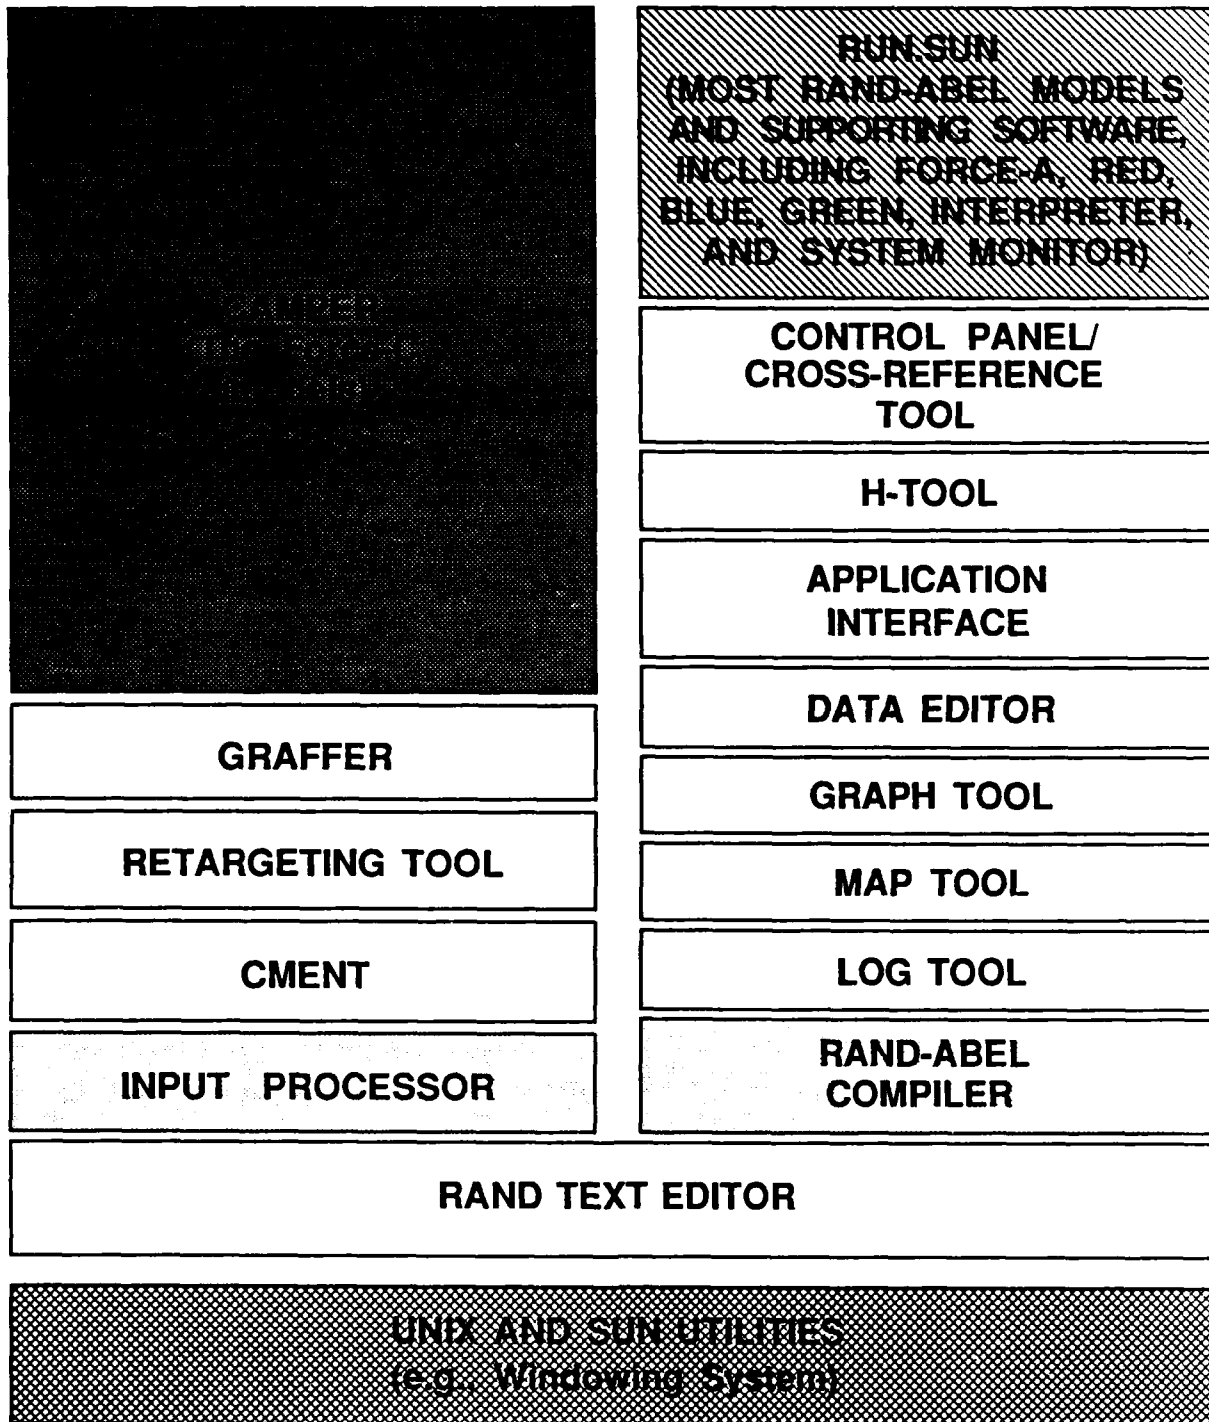 RUN.SUN
(MOST RAND-ABEL MODELS
AND SUPPORTING SOFTWARE,
INCLUDING FORCE-A, RED,
BLUE, GREEN, INTERPRETER,
AND SYSTEM MONITOR)
CONTROL PANEL/
CROSS-REFERENCE
TOOL
H-TOOL
APPLICATION
INTERFACE
DATA EDITOR
GRAPH TOOL
MAP TOOL
LOG TOOL
RAND-ABEL
COMPILER
GRAFFER
RETARGETING TOOL
CMENT
INPUT PROCESSOR
RAND TEXT EDITOR
UNIX AND SUN UTILITIES
(e.g., Windowing System)